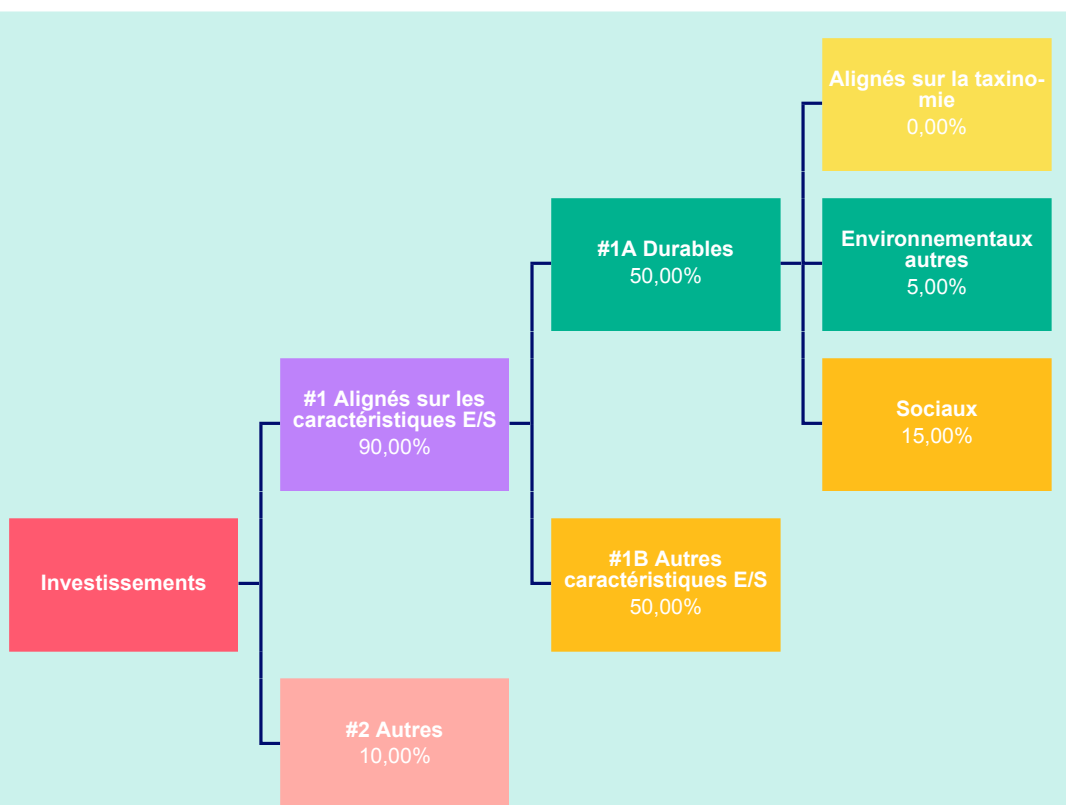 Alignés sur la taxino-
mie
0,00%
#1A Durables
50,00%
Environnementaux
autres
5,00%
#1 Alignés sur les
caractéristiques E/S
90,00%
Sociaux
15,00%
Investissements
#1B Autres
caractéristiques E/S
50,00%
#2 Autres
10,00%